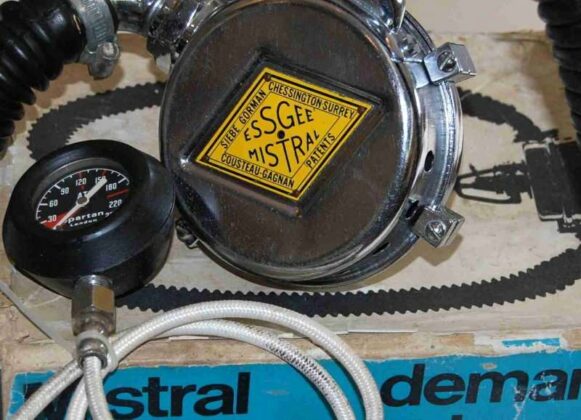 CHESSINGTON SURREY
SIEBE GORMAN
ESSGEE
MISTRAL
COUSTEAU-GAGNAN
PATENTS
30 60 90 120 150 180 220
Spartan
London
Mistral deman